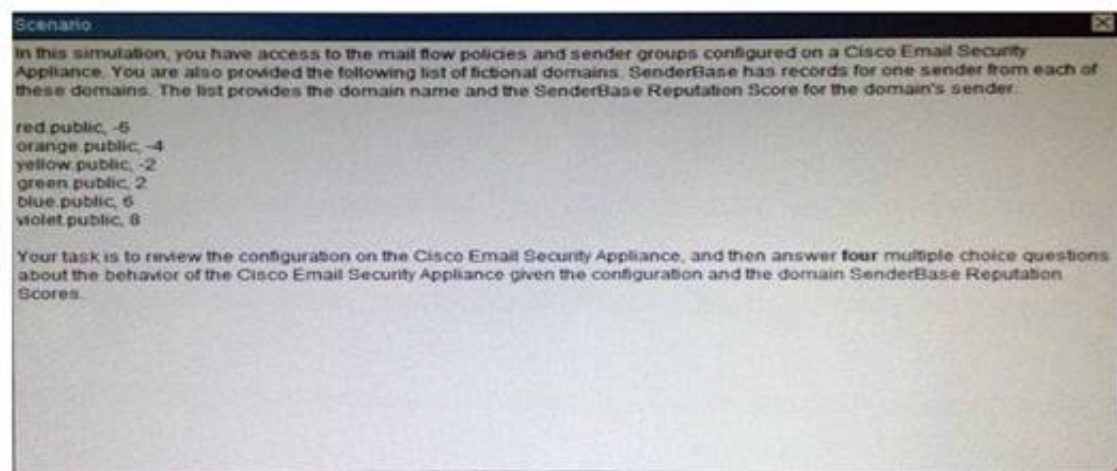 Scenario
In this simulation, you have access to the mail flow policies and sender groups configured on a Cisco Email Security
Appliance. You are also provided the following list of fictional domains. SenderBase has records for one sender from each of
these domains. The list provides the domain name and the SenderBase Reputation Score for the domain's sender.
red.public, -6
orange.public, -4
yellow.public, -2
green.public, 2
blue.public, 6
violet.public, 8
Your task is to review the configuration on the Cisco Email Security Appliance, and then answer four multiple choice questions
about the behavior of the Cisco Email Security Appliance given the configuration and the domain SenderBase Reputation
Scores.